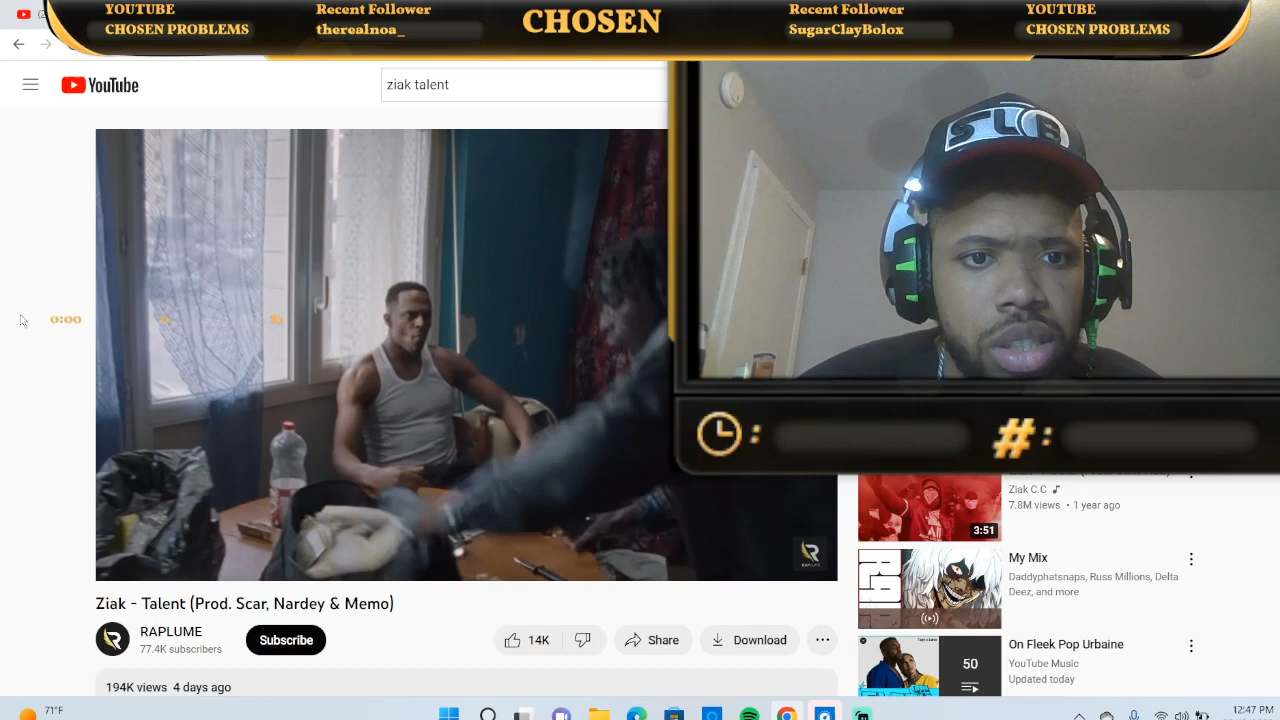 YOUTUBE
CHOSEN PROBLEMS
Recent Follower
therealnoa_
CHOSEN
Recent Follower
SugarClayBolox
YOUTUBE
CHOSEN PROBLEMS
YouTube
ziak talent
SLE
0:00
RAPLUME
Ziak - Talent (Prod. Scar, Nardey & Memo)
RAPLUME
77.4K subscribers
Subscribe
14K
Share
Download
194K views 4 days ago
Ziak C.C
7.8M views • 1 year ago
3:51
My Mix
Daddyphatsnaps, Russ Millions, Delta
Deez, and more
On Fleek Pop Urbaine
YouTube Music
Updated today
50
71°F
12:47 PM